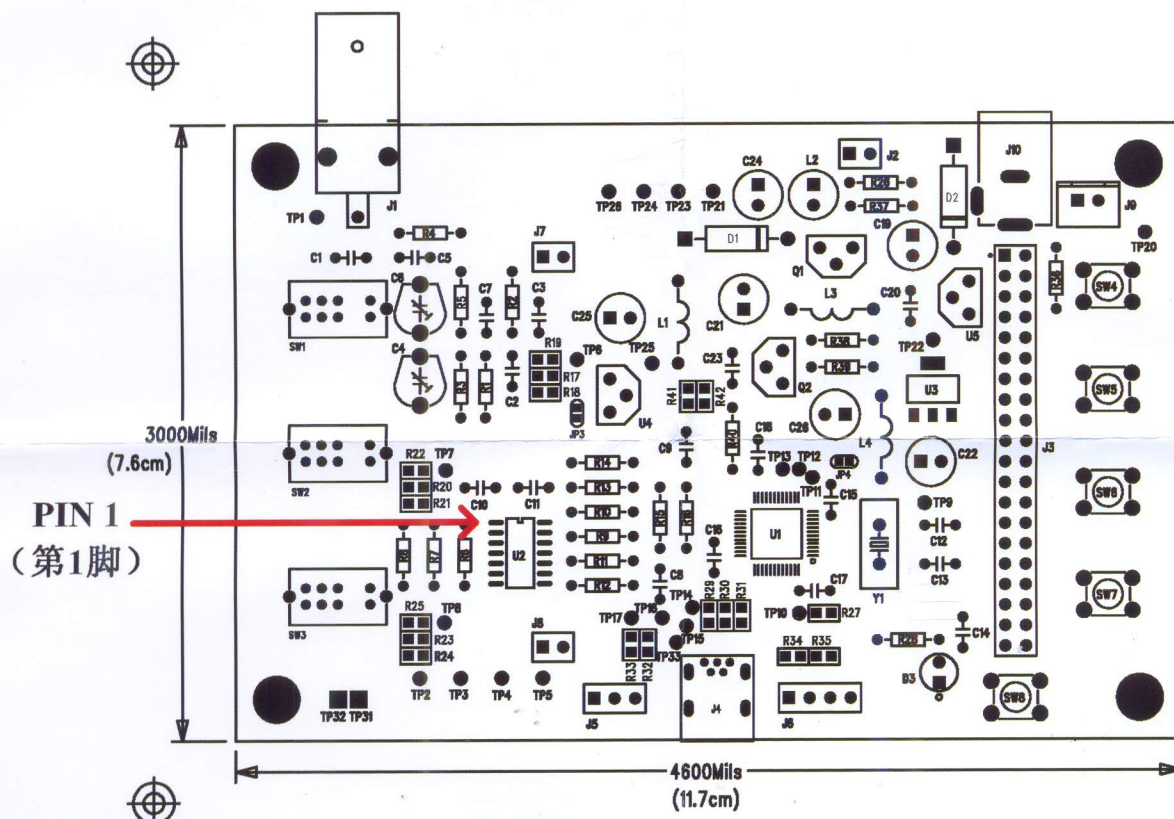 J10
C24
L2
J2
R26
R37
D2
J9
J1
TP1
TP26
TP24
TP23
TP21
C19
TP20
R4
J7
D1
Q1
C1
C5
C6
R5
C7
R2
C3
C25
L1
C21
L3
C20
U5
R36
SW4
SW1
R19
TP6
TP25
R38
TP22
C4
R3
R1
C2
R17
R18
C23
Q2
R39
U3
SW5
JP3
U4
R41
R42
C26
3000Mils
(7.6cm)
C9
C18
L4
C22
J3
R22
TP7
R14
TP13
TP12
JP4
SW2
R20
R21
C10
C11
R13
TP11
C15
TP9
SW6
PIN 1
(第1脚)
U2
R10
R15
R16
U1
C12
R7
R9
R11
C16
C13
R12
C8
R29
R30
R31
C17
Y1
SW7
SW3
R25
TP8
TP17
TP14
TP10
R27
R23
R24
J8
TP15
TP33
R34
R35
C14
R33
R32
D3
TP2
TP3
TP4
TP5
SW8
TP32
TP31
J5
J4
J6
4600Mils
(11.7cm)